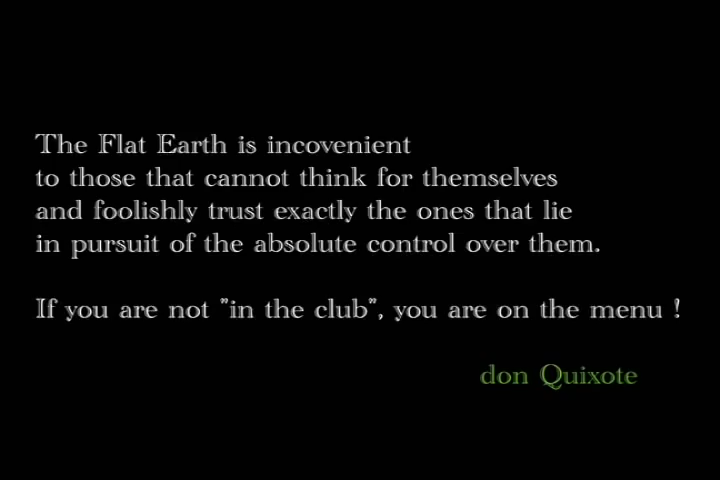 The Flat Earth is incovenient
to those that cannot think for themselves
and foolishly trust exactly the ones that lie
in pursuit of the absolute control over them.
If you are not "in the club", you are on the menu !
don Quixote